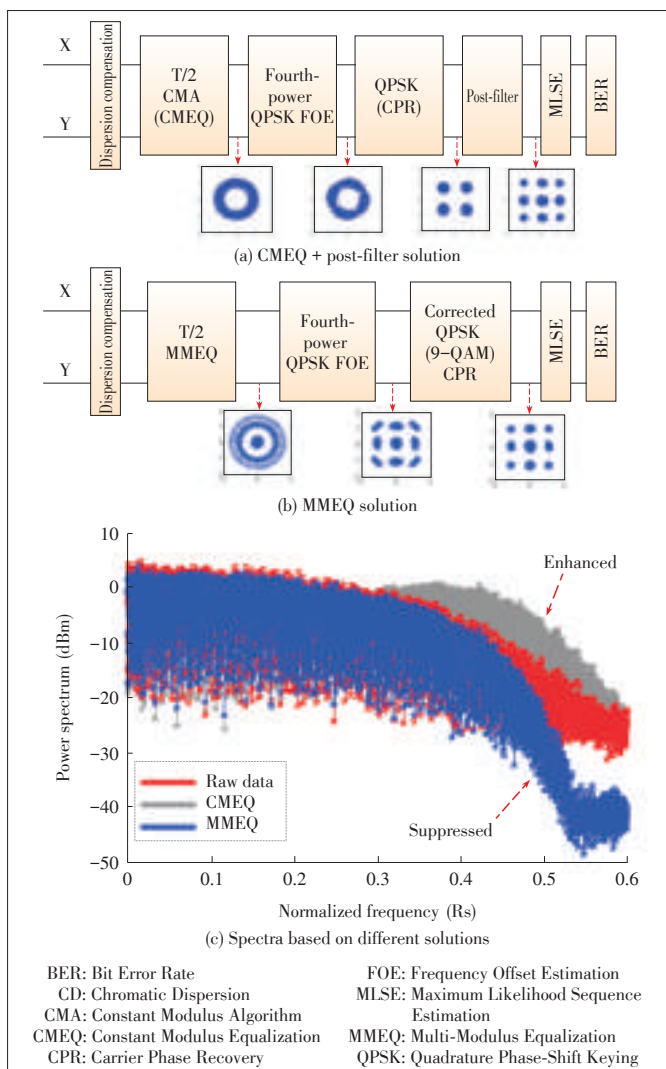 X
Y
Dispersion compensation
T/2
CMA
(CMEQ)
Fourth-
power
QPSK FOE
QPSK
(CPR)
Post-filter
MLSE
BER
(a) CMEQ + post-filter solution
X
Y
Dispersion compensation
T/2
MMEQ
Fourth-
power
QPSK FOE
Corrected
QPSK
(9-QAM)
CPR
MLSE
BER
(b) MMEQ solution
Power spectrum (dBm)
10
0
-10
-20
-30
-40
-50
Enhanced
Suppressed
Raw data
CMEQ
MMEQ
0 0.1 0.2 0.3 0.4 0.5 0.6
Normalized frequency (Rs)
(c) Spectra based on different solutions
BER: Bit Error Rate
CD: Chromatic Dispersion
CMA: Constant Modulus Algorithm
CMEQ: Constant Modulus Equalization
CPR: Carrier Phase Recovery
FOE: Frequency Offset Estimation
MLSE: Maximum Likelihood Sequence
Estimation
MMEQ: Multi-Modulus Equalization
QPSK: Quadrature Phase-Shift Keying